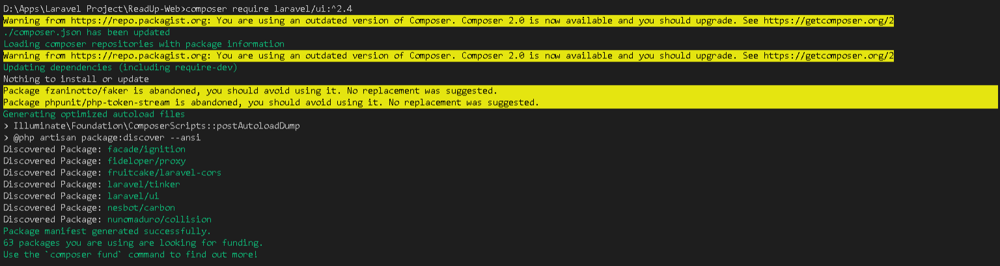 D:\Apps\Laravel Project\ReadUp-Web>composer require laravel/ui:^2.4
Warning from https://repo.packagist.org: You are using an outdated version of Composer. Composer 2.0 is now available and you should upgrade. See https://getcomposer.org/2
./composer.json has been updated
Loading composer repositories with package information
Warning from https://repo.packagist.org: You are using an outdated version of Composer. Composer 2.0 is now available and you should upgrade. See https://getcomposer.org/2
Updating dependencies (including require-dev)
Nothing to install or update
Package fzaninotto/faker is abandoned, you should avoid using it. No replacement was suggested.
Package phpunit/php-token-stream is abandoned, you should avoid using it. No replacement was suggested.
Generating optimized autoload files
> Illuminate\Foundation\ComposerScripts::postAutoloadDump
> @php artisan package:discover --ansi
Discovered Package: facade/ignition
Discovered Package: fideloper/proxy
Discovered Package: fruitcake/laravel-cors
Discovered Package: laravel/tinker
Discovered Package: laravel/ui
Discovered Package: nesbot/carbon
Discovered Package: nunomaduro/collision
Package manifest generated successfully.
63 packages you are using are looking for funding.
Use the `composer fund` command to find out more!